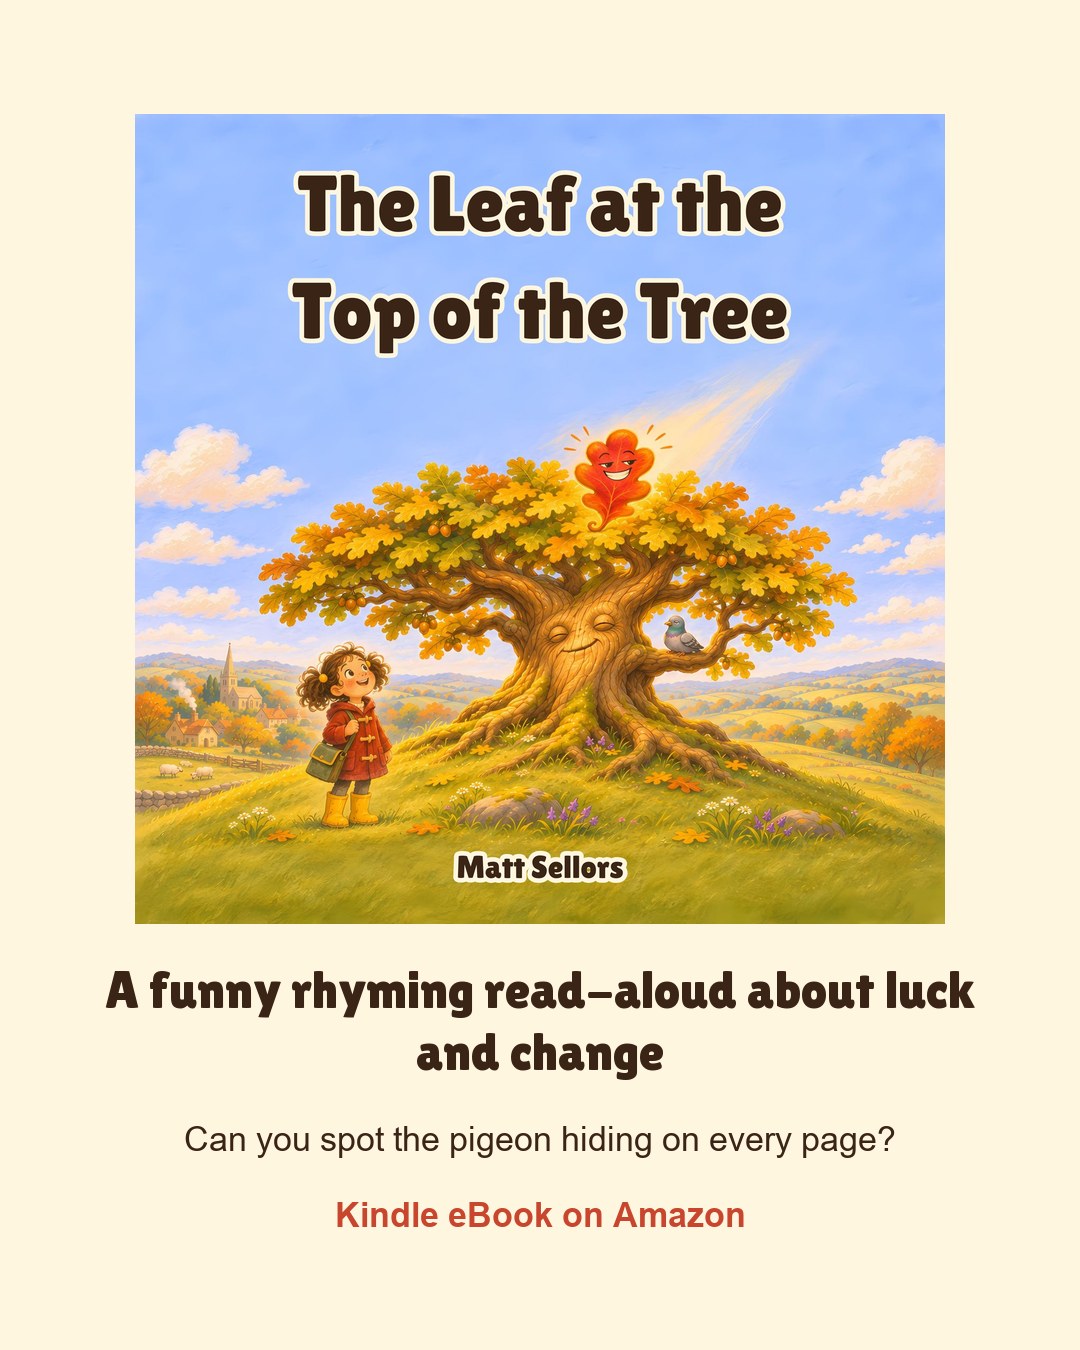 The Leaf at the
Top of the Tree
Matt Sellors
A funny rhyming read-aloud about luck
and change
Can you spot the pigeon hiding on every page?
Kindle eBook on Amazon